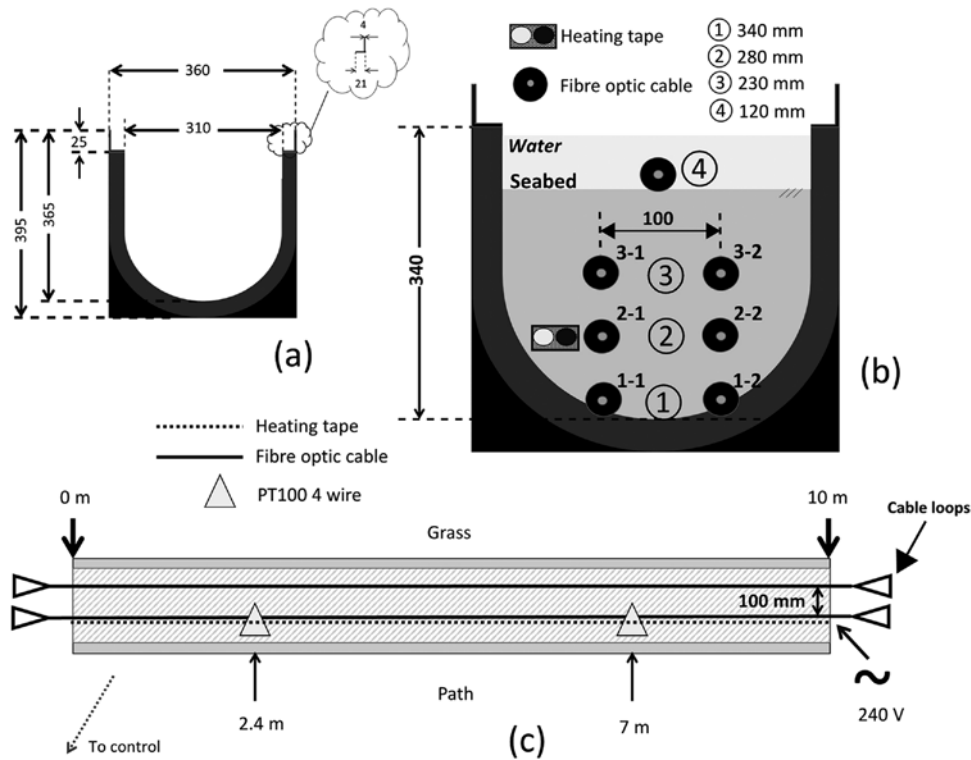 (a)
4
21
360
310
25
395
365
Heating tape
Fibre optic cable
1 340 mm
2 280 mm
3 230 mm
4 120 mm
(b)
Water
Seabed
4
100
3-1
3-2
3
340
2-1
2-2
2
1-1
1-2
1
Heating tape
Fibre optic cable
PT100 4 wire
0 m
10 m
Cable loops
Grass
100 mm
Path
2.4 m
7 m
240 V
To control
(c)